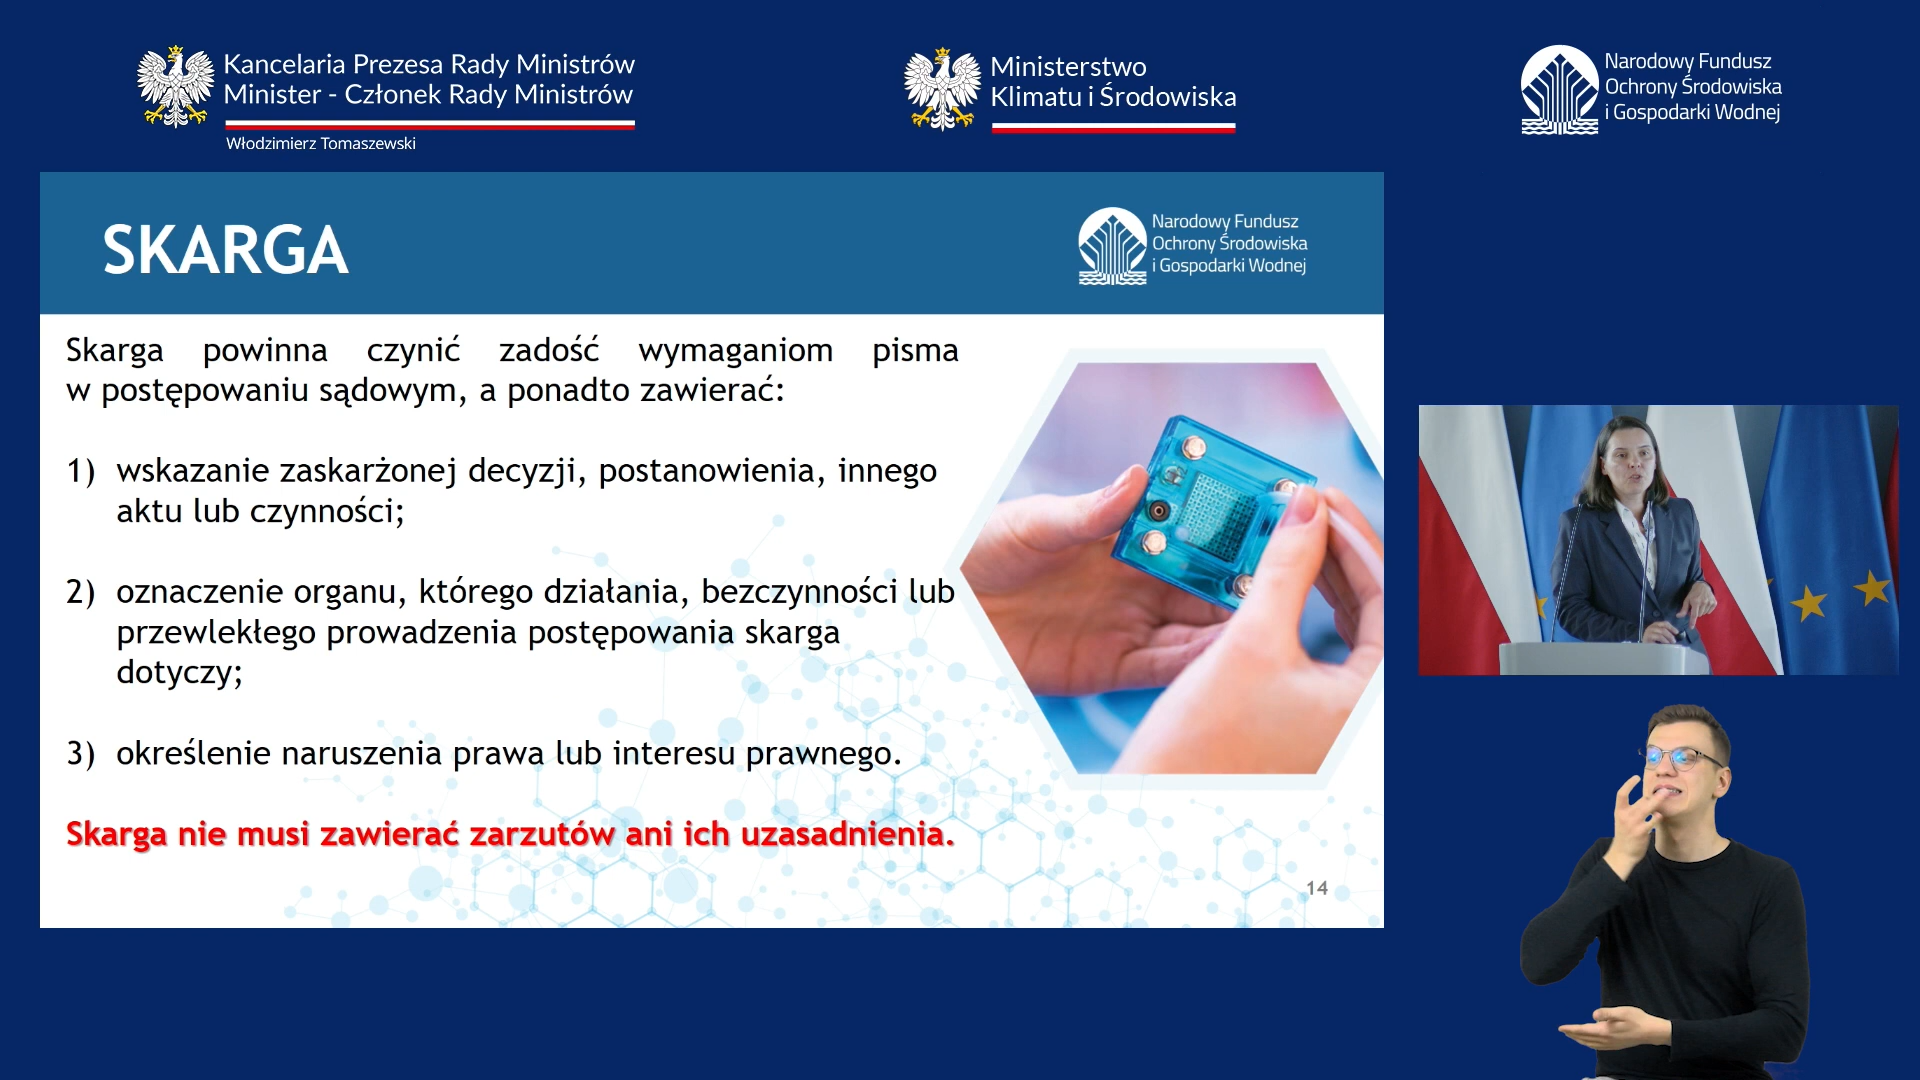 Kancelaria Prezesa Rady Ministrów
Minister - Członek Rady Ministrów
Włodzimierz Tomaszewski
Ministerstwo
Klimatu i Środowiska
Narodowy Fundusz
Ochrony Środowiska
i Gospodarki Wodnej
SKARGA
Narodowy Fundusz
Ochrony Środowiska
i Gospodarki Wodnej
Skarga powinna czynić zadość wymaganiom pisma
w postępowaniu sądowym, a ponadto zawierać:
1) wskazanie zaskarżonej decyzji, postanowienia, innego
aktu lub czynności;
2) oznaczenie organu, którego działania, bezczynności lub
przewlekłego prowadzenia postępowania skarga
dotyczy;
3) określenie naruszenia prawa lub interesu prawnego.
Skarga nie musi zawierać zarzutów ani ich uzasadnienia.
14